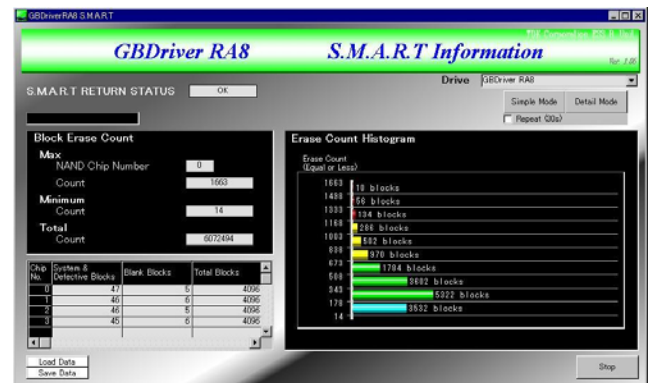 GBDriverRA8 S.M.A.R.T
GBDriver RA8 S.M.A.R.T Information
S.M.A.R.T RETURN STATUS OK
Drive GBDriver RA8
Simple Mode Detail Mode
Repeat (30s)
Block Erase Count
Max
NAND Chip Number 0
Count 1663
Minimum
Count 14
Total
Count 6072494
Chip No. System & Defective Blocks Blank Blocks Total Blocks
0 47 5 4096
1 46 6 4096
2 46 6 4096
3 45 6 4096
Erase Count Histogram
Erase Count
(Equal or Less)
1663
18 blocks
1498
56 blocks
1333
134 blocks
1168
286 blocks
1003
502 blocks
838
970 blocks
673
1784 blocks
508
3682 blocks
343
5322 blocks
178
3532 blocks
14
Load Data
Save Data
Stop